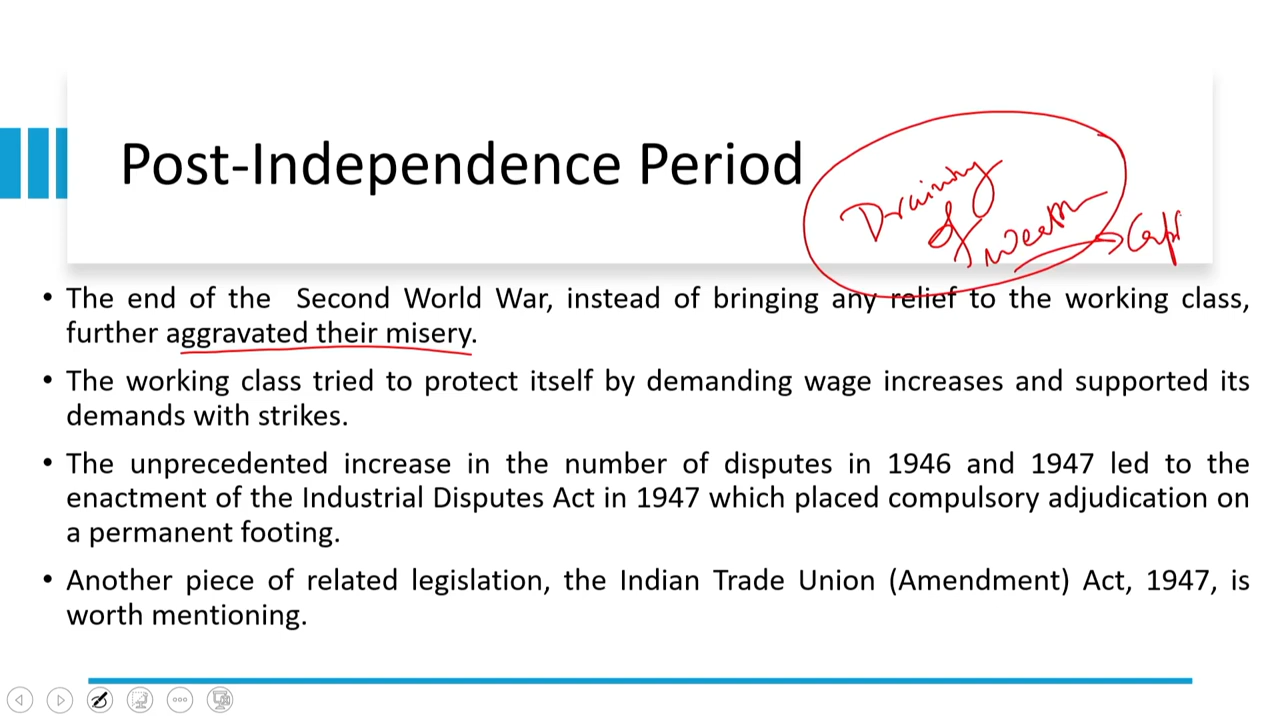 Post-Independence Period
Draining
of
Wealth
• The end of the Second World War, instead of bringing any relief to the working class,
further aggravated their misery.
• The working class tried to protect itself by demanding wage increases and supported its
demands with strikes.
• The unprecedented increase in the number of disputes in 1946 and 1947 led to the
enactment of the Industrial Disputes Act in 1947 which placed compulsory adjudication on
a permanent footing.
• Another piece of related legislation, the Indian Trade Union (Amendment) Act, 1947, is
worth mentioning.